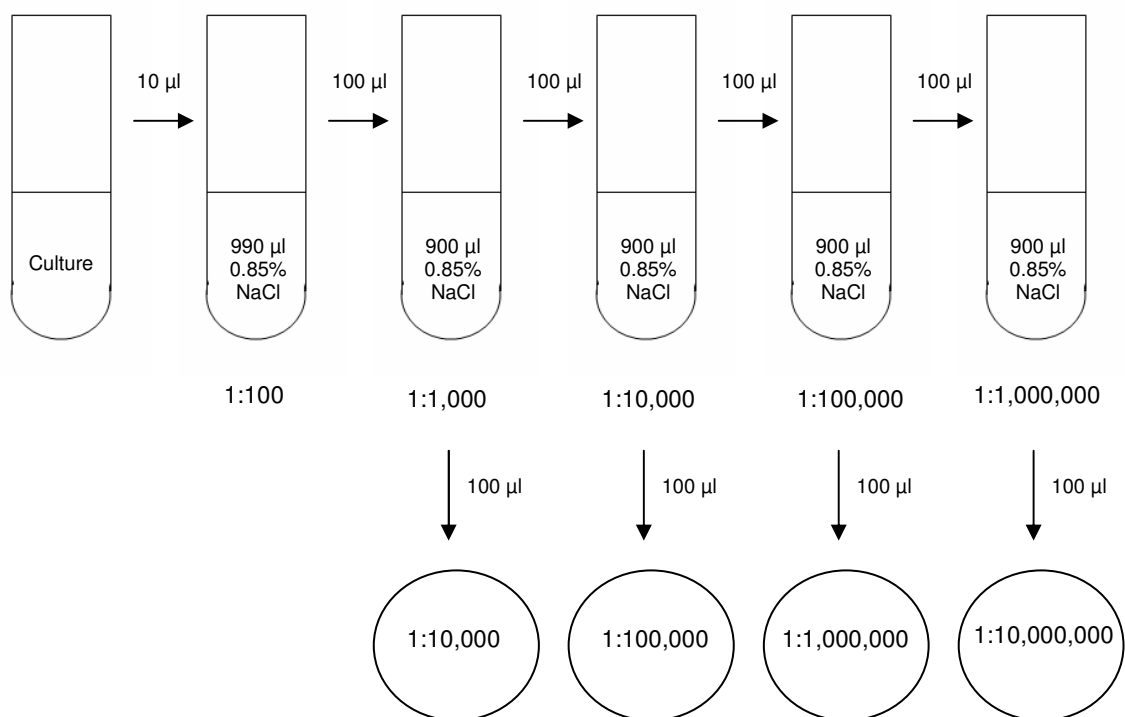 10 µl
100 µl
100 µl
100 µl
100 µl
Culture
990 µl
0.85%
NaCl
900 µl
0.85%
NaCl
900 µl
0.85%
NaCl
900 µl
0.85%
NaCl
900 µl
0.85%
NaCl
1:100
1:1,000
1:10,000
1:100,000
1:1,000,000
100 µl
100 µl
100 µl
100 µl
1:10,000
1:100,000
1:1,000,000
1:10,000,000